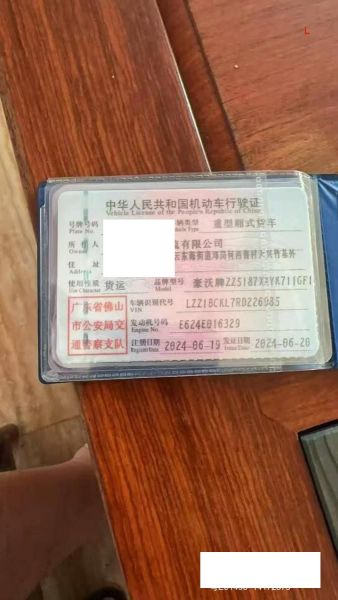 L
中华人民共和国机动车行驶证
Vehicle License of the People's Republic of China
号牌号码 车辆类型 重型厢式货车
Plate No. Vehicle Type
所有人 有限公司
Owner
住址
Address
使用性质 货运 品牌型号 豪沃牌
Use Character Model
广东省佛山市公安局交通警察支队
车辆识别代号 LZZ1BCKL7RD226985
VIN
发动机号码 E624E016329
Engine No.
注册日期 2024-06-19 发证日期 2024-06-20
Register Date Issue Date